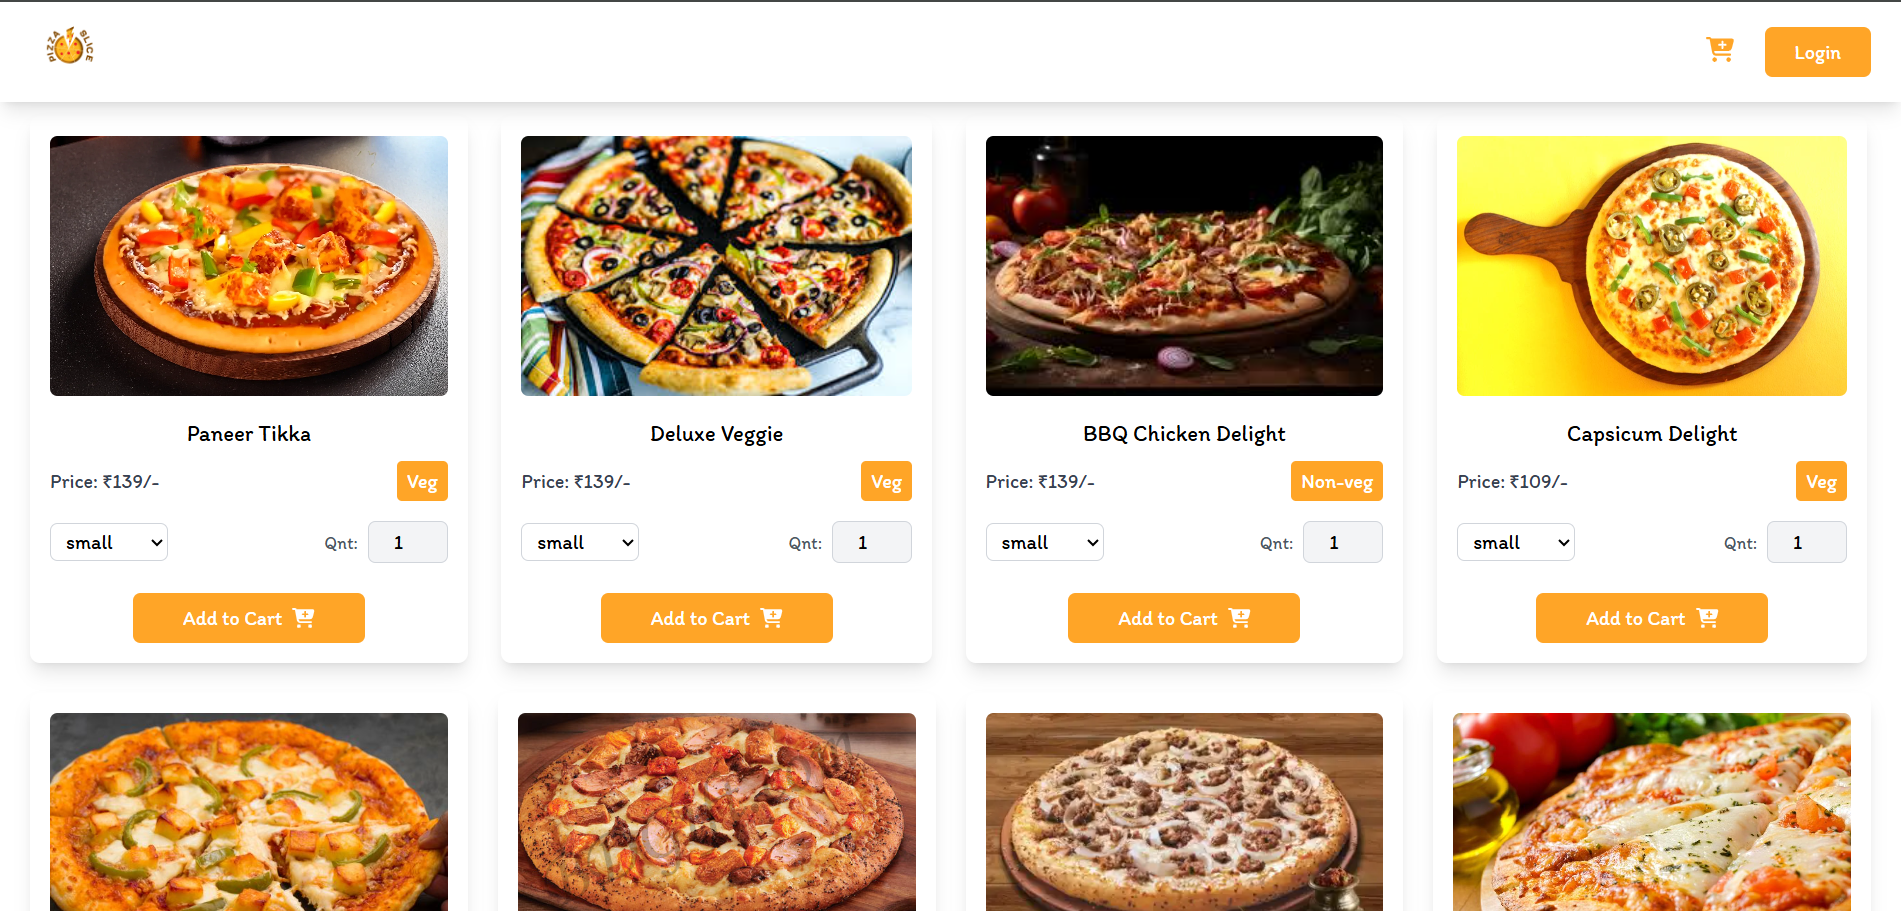 PIZZA SLICE
Login
Paneer Tikka
Price: ₹139/-
Veg
small
Qnt:
1
Add to Cart
Deluxe Veggie
Price: ₹139/-
Veg
small
Qnt:
1
Add to Cart
BBQ Chicken Delight
Price: ₹139/-
Non-veg
small
Qnt:
1
Add to Cart
Capsicum Delight
Price: ₹109/-
Veg
small
Qnt:
1
Add to Cart